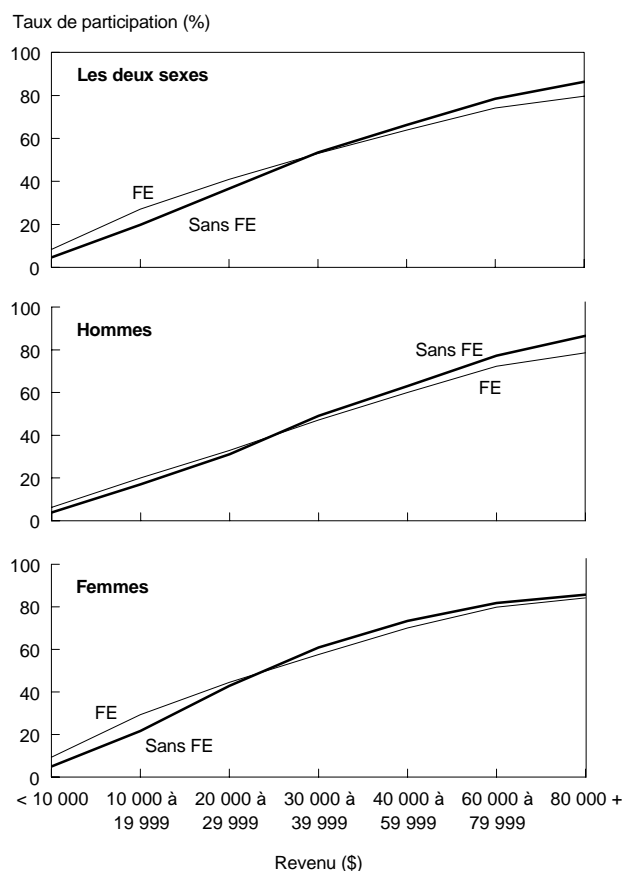 Taux de participation (%)
100
Les deux sexes
80
60
40
FE
20
Sans FE
0
100
Hommes
80
Sans FE
60
FE
40
20
0
100
Femmes
80
60
40
FE
20
Sans FE
0
< 10 000 10 000 à 20 000 à 30 000 à 40 000 à 60 000 à 80 000 +
19 999 29 999 39 999 59 999 79 999
Revenu ($)